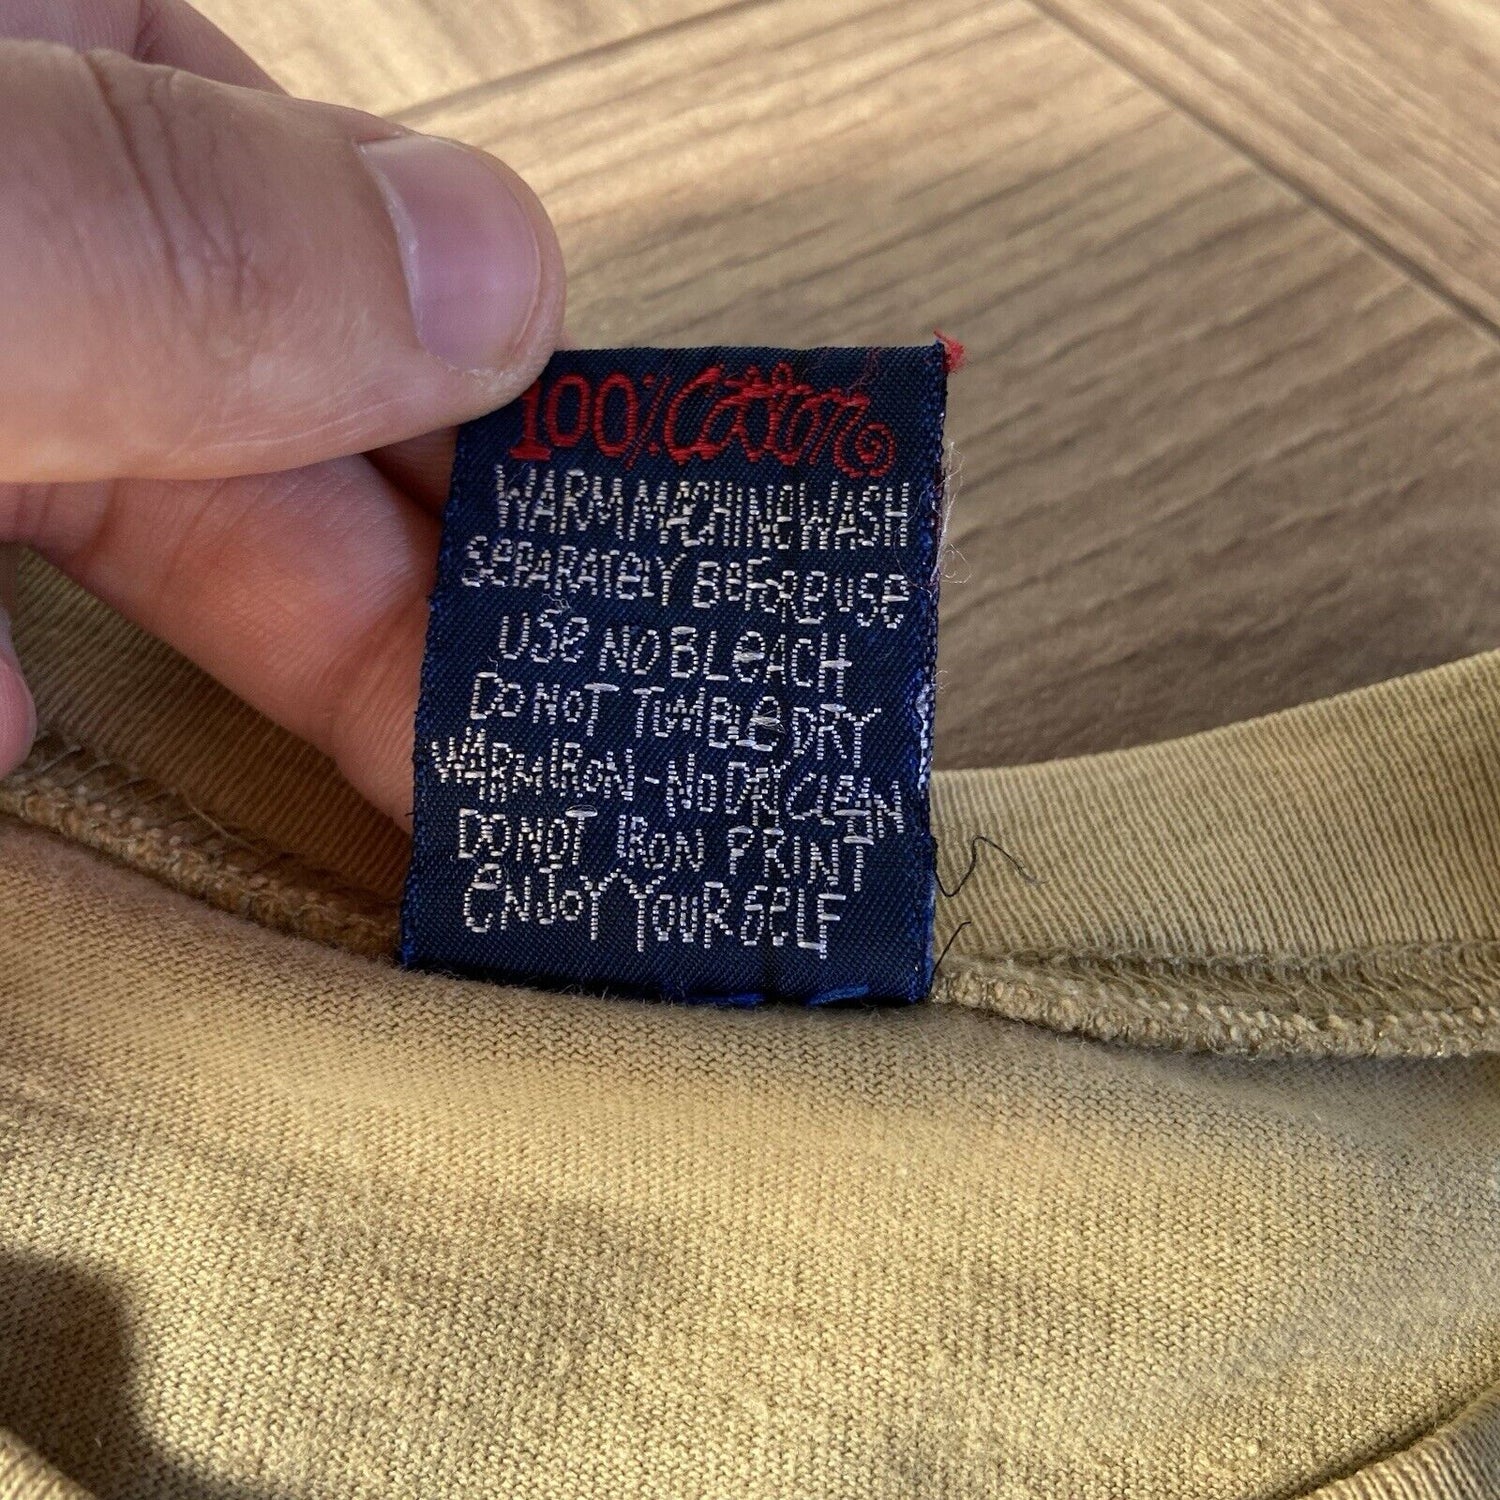 100% Cotton
WARM MACHINE WASH
SEPARATELY BEFORE USE
USE NO BLEACH
DO NOT TUMBLE DRY
WARM IRON - NO DRY CLEAN
DO NOT IRON PRINT
ENJOY YOURSELF